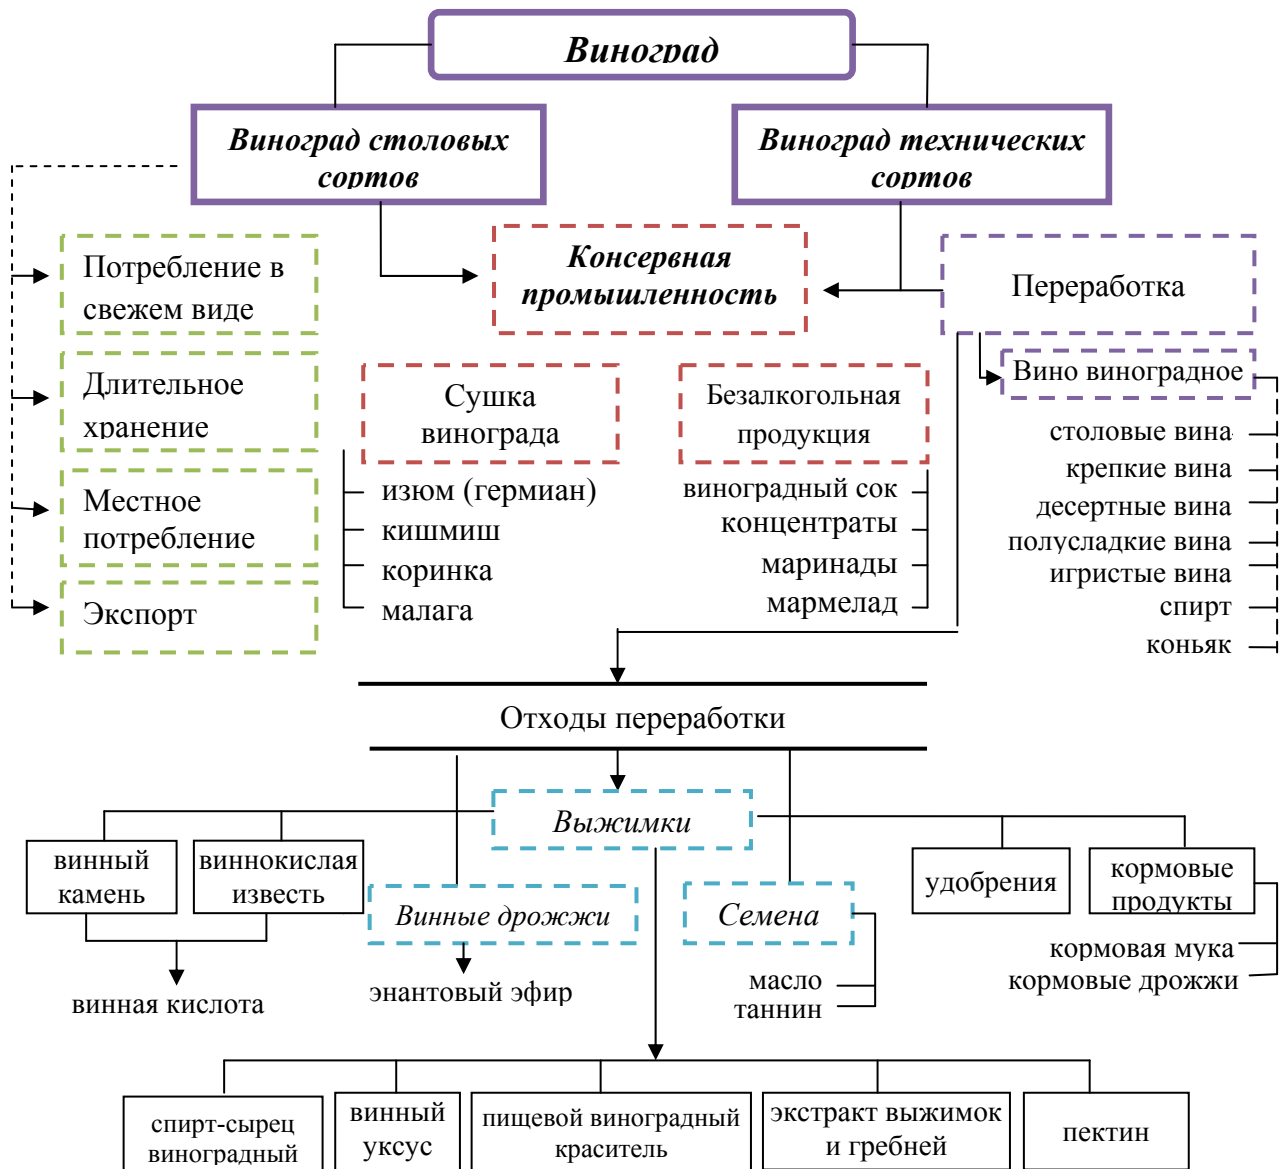 Виноград
Виноград столовых
сортов
Виноград технических
сортов
Консервная
промышленность
Потребление в
свежем виде
Переработка
Длительное
хранение
Сушка
винограда
Безалкогольная
продукция
Вино виноградное
столовые вина
крепкие вина
десертные вина
полусладкие вина
игристые вина
спирт
коньяк
Местное
потребление
Экспорт
изюм (гермиан)
кишмиш
коринка
малага
виноградный сок
концентраты
маринады
мармелад
Отходы переработки
Выжимки
винный
камень
виннокислая
известь
Винные дрожжи
Семена
удобрения
кормовые
продукты
кормовая мука
кормовые дрожжи
винная кислота
энантовый эфир
масло
таннин
спирт-сырец
виноградный
винный
уксус
пищевой виноградный
краситель
экстракт выжимок
и гребней
пектин